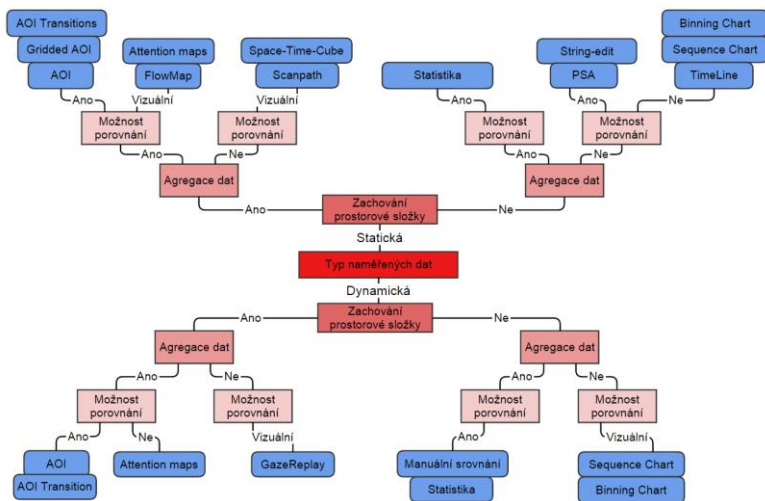 AOI Transitions
Gridded AOI
AOI
Attention maps
FlowMap
Space-Time-Cube
Scanpath
Statistika
String-edit
PSA
Binning Chart
Sequence Chart
TimeLine
Ano
Vizuální
Vizuální
Ano
Ano
Ne
Možnost
porovnání
Možnost
porovnání
Možnost
porovnání
Možnost
porovnání
Ano
Ne
Ano
Ne
Agregace dat
Agregace dat
Ano
Zachování
prostorové složky
Ne
Statická
Typ naměřených dat
Dynamická
Ano
Zachování
prostorové složky
Ne
Agregace dat
Agregace dat
Ano
Ne
Ano
Ne
Možnost
porovnání
Možnost
porovnání
Možnost
porovnání
Možnost
porovnání
Ano
Ne
Vizuální
Ano
Vizuální
AOI
AOI Transition
Attention maps
GazeReplay
Manuální srovnání
Statistika
Sequence Chart
Binning Chart